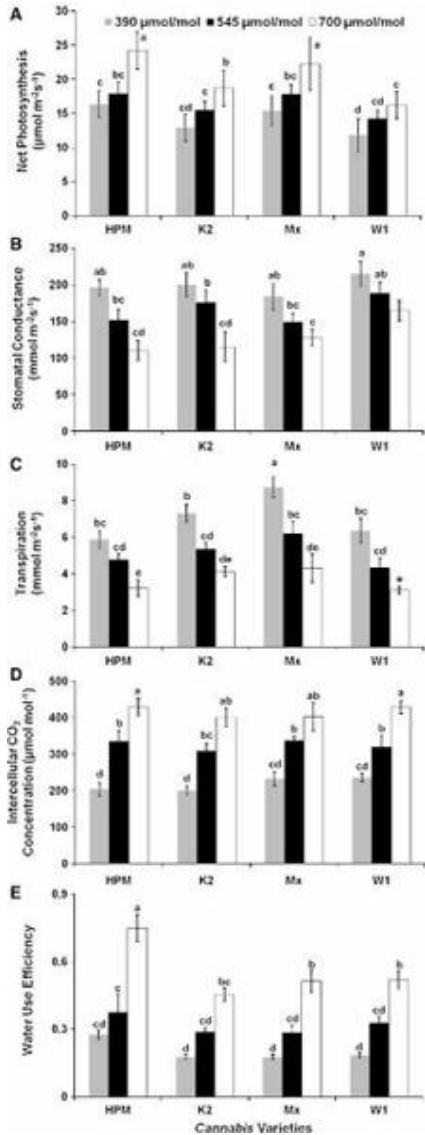 A
390 µmol/mol 545 µmol/mol 700 µmol/mol
Net Photosynthesis
(µmol m⁻²s⁻¹)
30
25
20
15
10
5
0
c bc a
cd c b
c bc a
d cd c
HPM K2 Mx W1
B
Stomatal Conductance
(mmol m⁻²s⁻¹)
250
200
150
100
50
0
ab bc cd
ab b cd
ab bc c
a ab
HPM K2 Mx W1
C
Transpiration
(mmol m⁻²s⁻¹)
10
8
6
4
2
0
bc cd e
b cd de
a bc de
bc cd e
HPM K2 Mx W1
D
Intercellular CO₂
Concentration (µmol mol⁻¹)
500
400
300
200
100
0
d b a
d bc ab
cd b ab
cd b a
HPM K2 Mx W1
E
Water Use Efficiency
0.9
0.6
0.3
0
cd c a
d cd bc
d cd b
d cd b
HPM K2 Mx W1
Cannabis Varieties